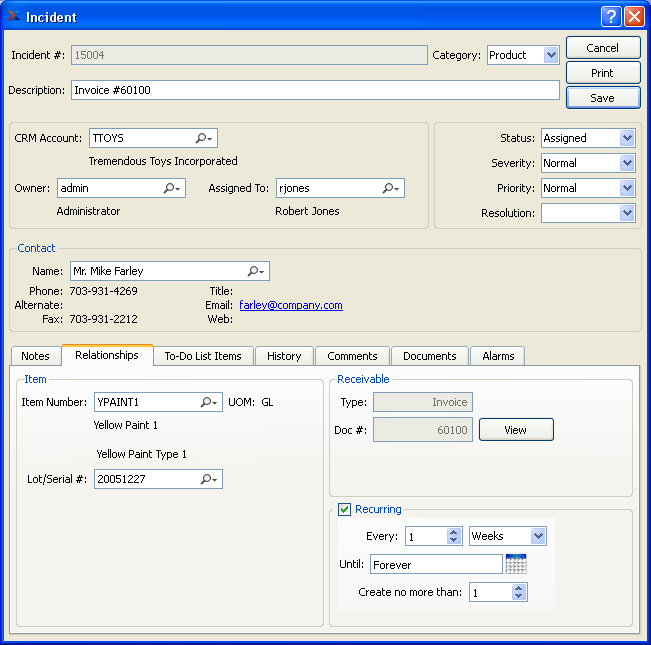 Incident
Incident #: 15004 Category: Product Cancel
Print
Description: Invoice #60100 Save
CRM Account: TTOYS Status: Assigned
Tremendous Toys Incorporated Severity: Normal
Owner: admin Assigned To: rjones Priority: Normal
Administrator Robert Jones Resolution:
Contact
Name: Mr. Mike Farley
Phone: 703-931-4269 Title:
Alternate: Email: farley@company.com
Fax: 703-931-2212 Web:
Notes Relationships To-Do List Items History Comments Documents Alarms
Item Receivable
Item Number: YPAINT1 UOM: GL Type: Invoice
Yellow Paint 1 Doc #: 60100 View
Yellow Paint Type 1
Lot/Serial #: 20051227
Recurring
Every: 1 Weeks
Until: Forever
Create no more than: 1